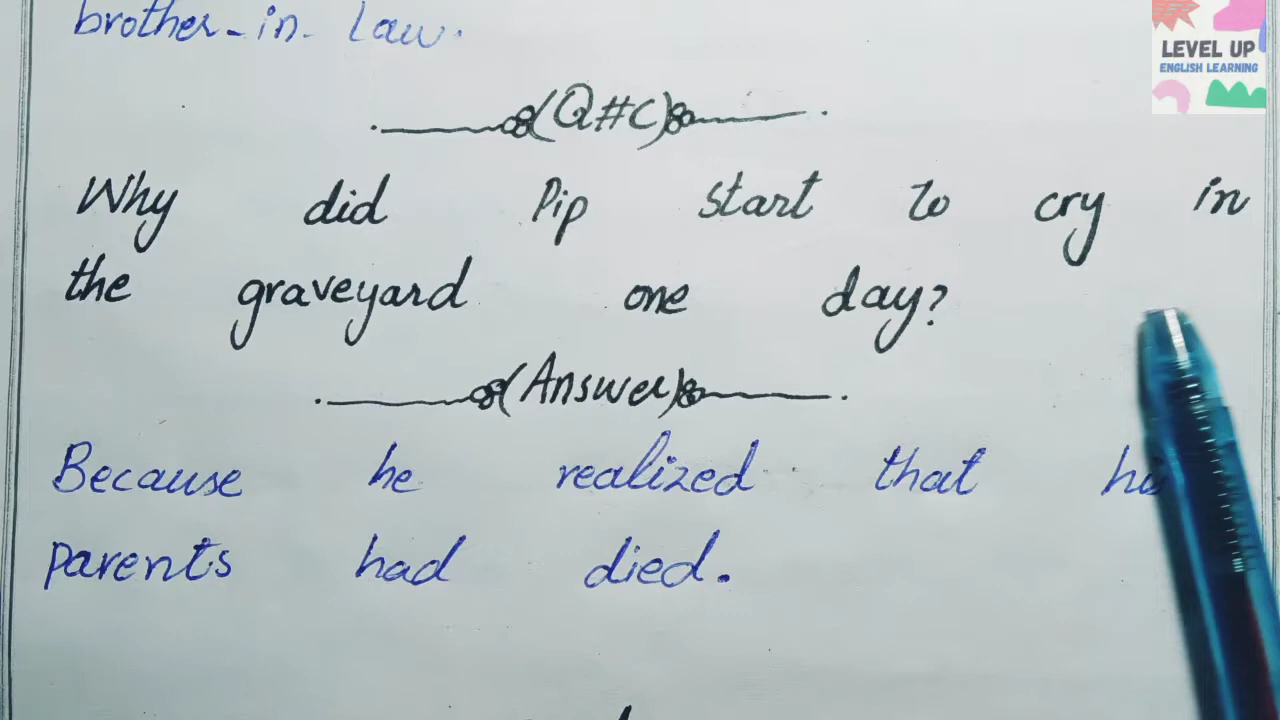 brother-in-law.
LEVEL UP
ENGLISH LEARNING
(Q#C)
Why did Pip start to cry in
the graveyard one day?
(Answer)
Because he realized that
parents had died.